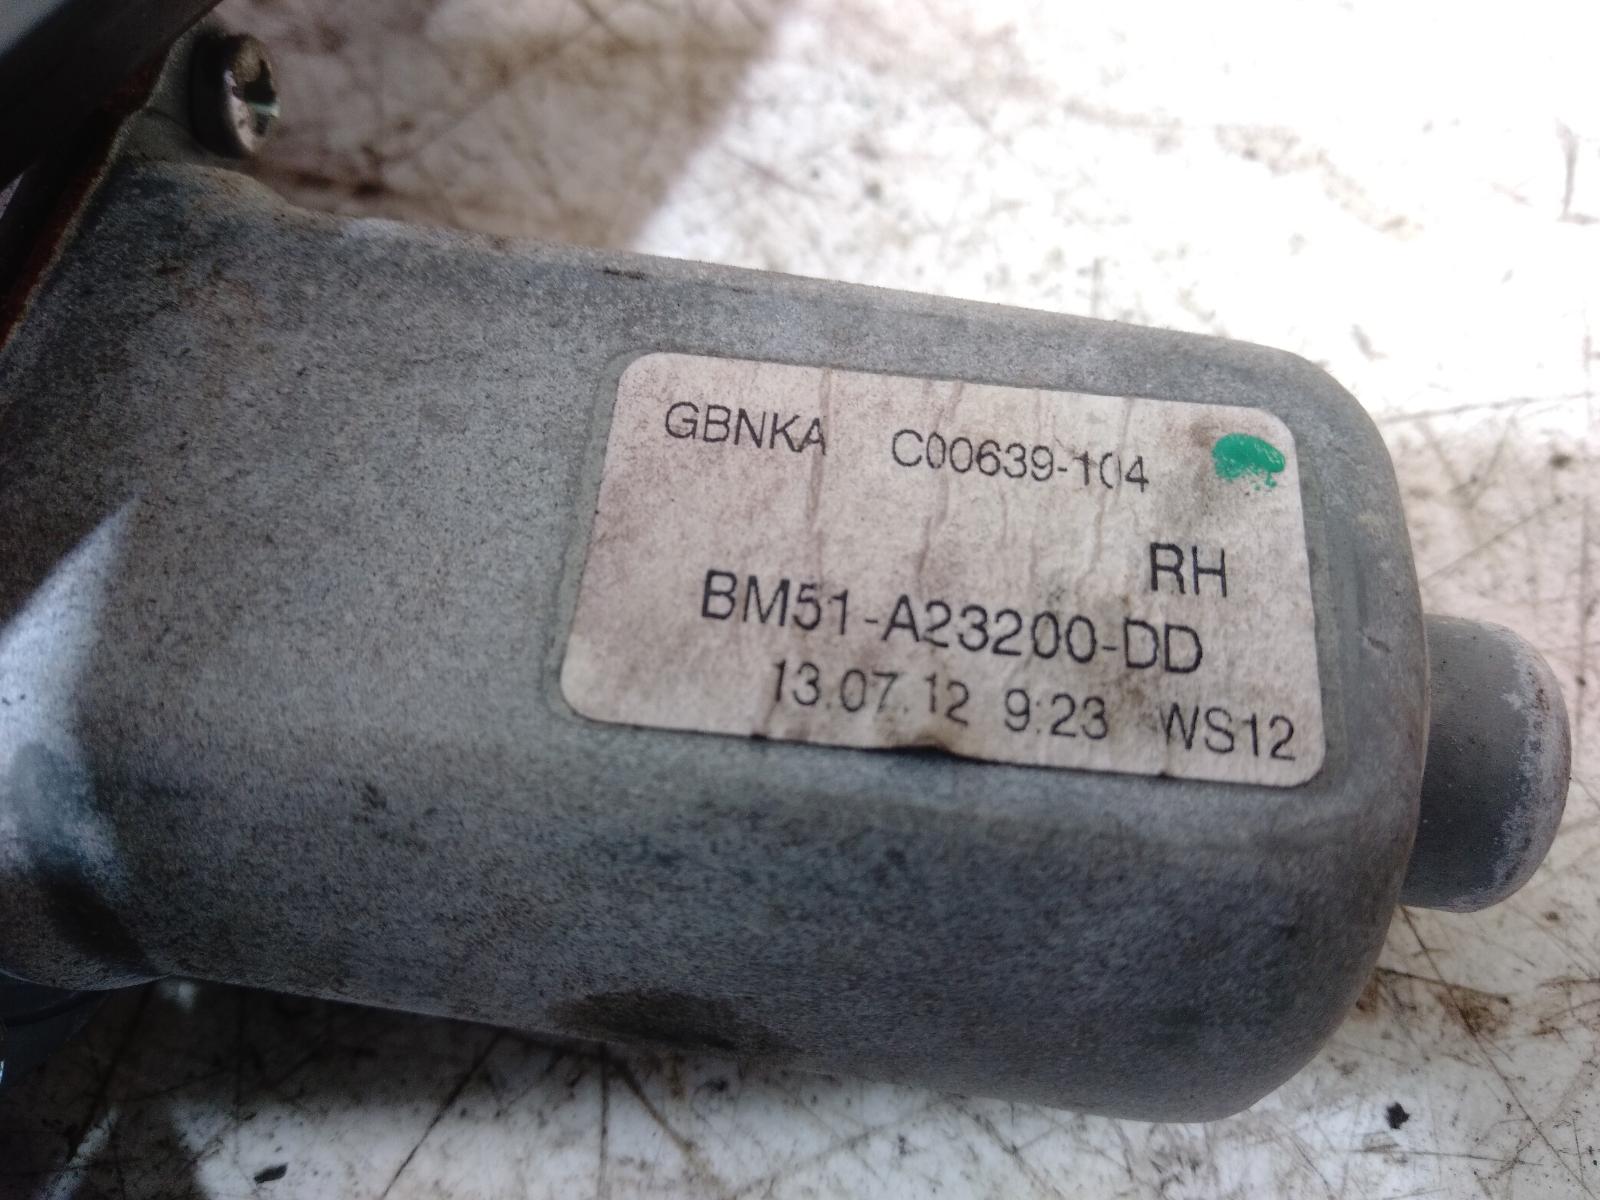 GBNKA C00639-104
RH
BM51-A23200-DD
13.07.12 9:23 WS12